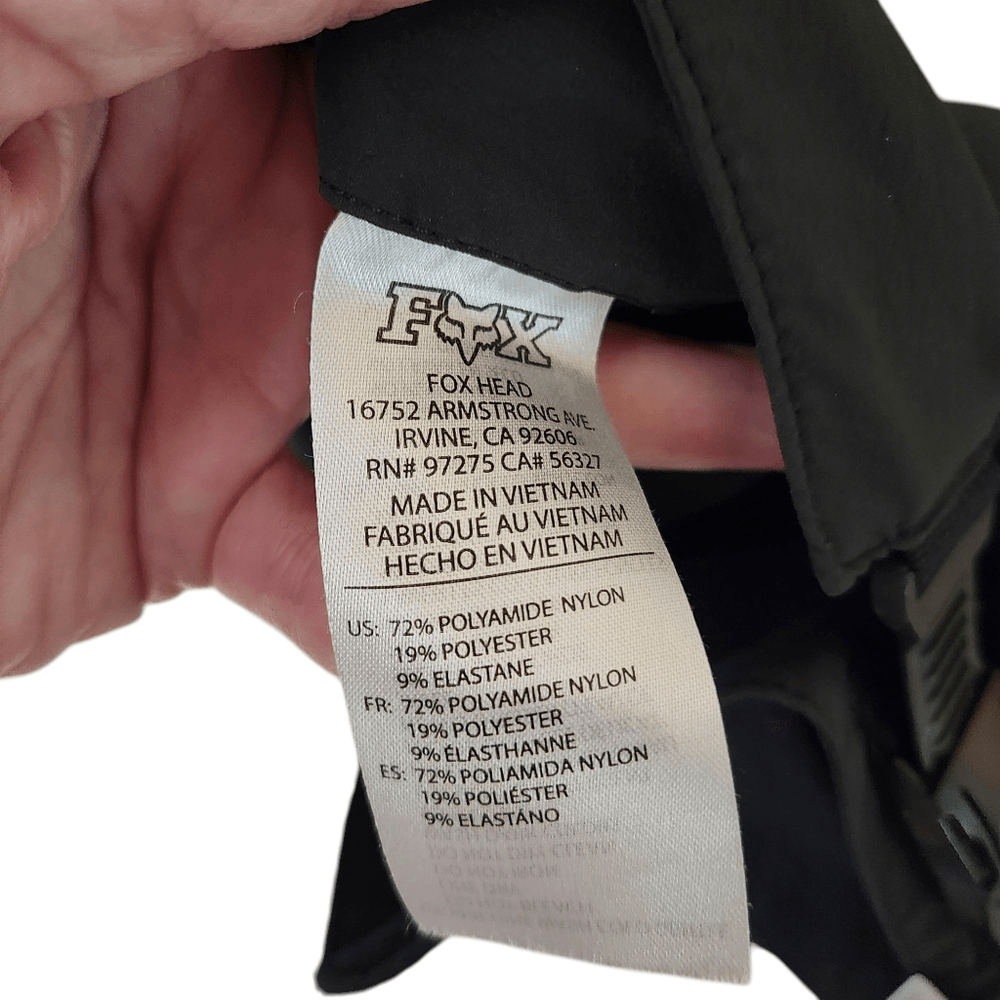 FOX
FOX HEAD
16752 ARMSTRONG AVE.
IRVINE, CA 92606
RN# 97275 CA# 56327
MADE IN VIETNAM
FABRIQUÉ AU VIETNAM
HECHO EN VIETNAM
US: 72% POLYAMIDE NYLON
19% POLYESTER
9% ELASTANE
FR: 72% POLYAMIDE NYLON
19% POLYESTER
9% ÉLASTHANNE
ES: 72% POLIAMIDA NYLON
19% POLIÉSTER
9% ELASTÁNO